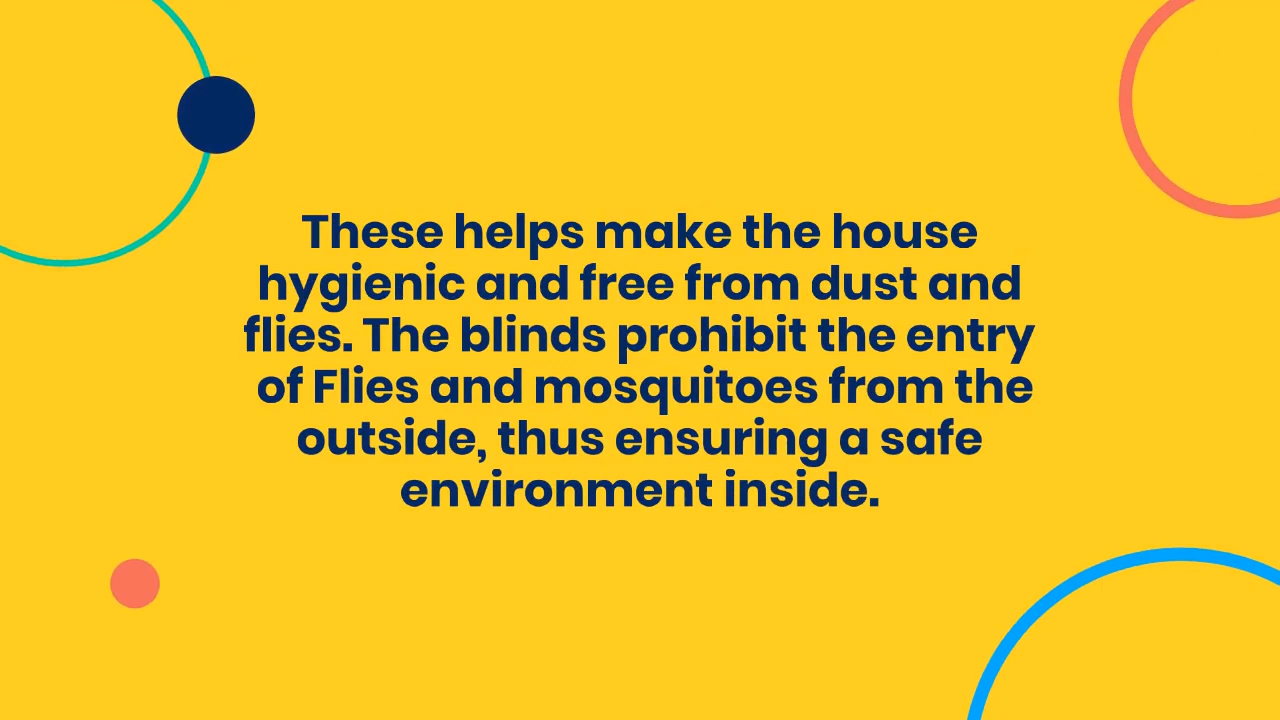 These helps make the house
hygienic and free from dust and
flies. The blinds prohibit the entry
of Flies and mosquitoes from the
outside, thus ensuring a safe
environment inside.